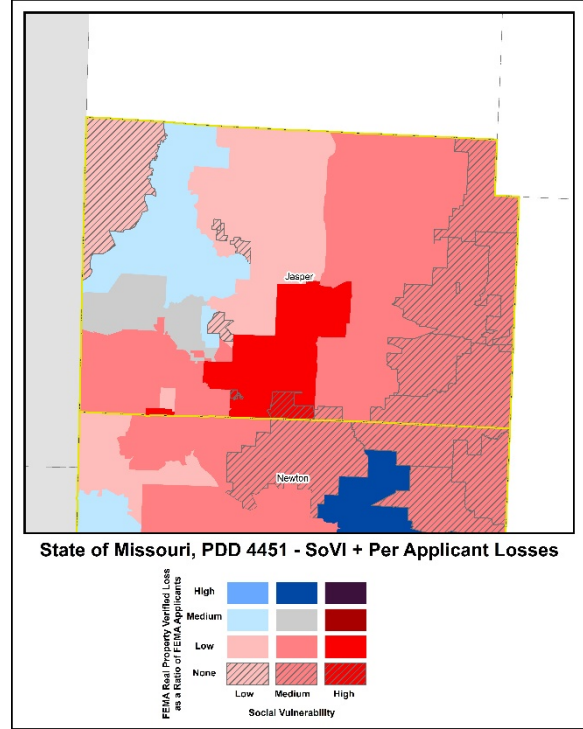 Jasper
Newton
State of Missouri, PDD 4451 - SoVI + Per Applicant Losses
FEMA Real Property Verified Loss
as a Ratio of FEMA Applicants
High
Medium
Low
None
Low Medium High
Social Vulnerability